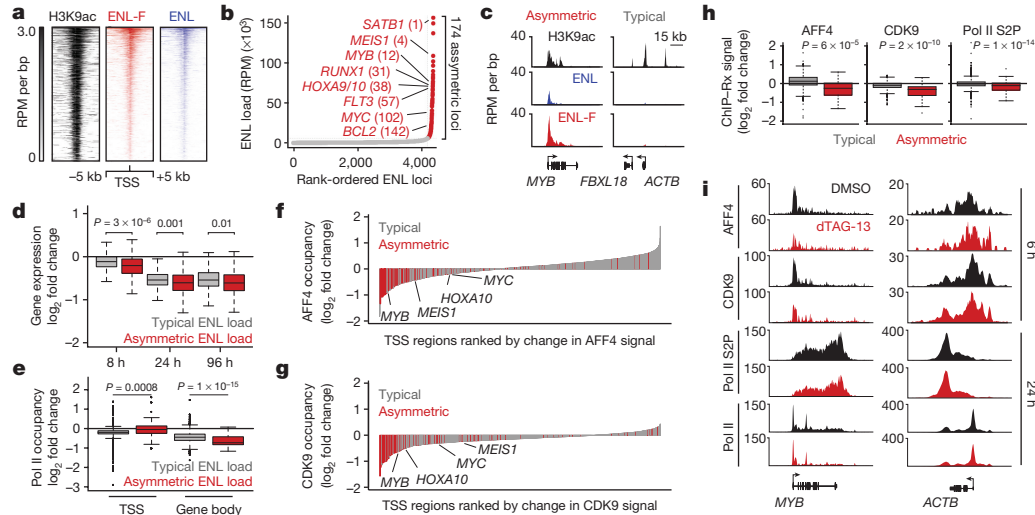 a
H3K9ac
ENL-F
ENL
3.0
RPM per bp
0
−5 kb
TSS
+5 kb
b
ENL load (RPM) (×10³)
150
100
50
0
SATB1 (1)
MEIS1 (4)
MYB (12)
RUNX1 (31)
HOXA9/10 (38)
FLT3 (57)
MYC (102)
BCL2 (142)
174 assymetric loci
0
2,000
4,000
Rank-ordered ENL loci
c
Asymmetric
Typical
40
H3K9ac
15 kb
RPM per bp
40
ENL
40
ENL-F
MYB
FBXL18
ACTB
d
Gene expression
log₂ fold change
1
0
−1
−2
P = 3 × 10⁻⁶
0.001
0.01
Typical ENL load
Asymmetric ENL load
8 h
24 h
96 h
e
Pol II occupancy
log₂ fold change
2
1
0
−1
−2
−3
P = 0.0008
P = 1 × 10⁻¹⁵
Typical ENL load
Asymmetric ENL load
TSS
Gene body
f
AFF4 occupancy
(log₂ fold change)
2
1
0
−1
−2
Typical
Asymmetric
MYB
MEIS1
HOXA10
MYC
TSS regions ranked by change in AFF4 signal
g
CDK9 occupancy
(log₂ fold change)
2
1
0
−1
−2
Typical
Asymmetric
MYB
HOXA10
MYC
MEIS1
TSS regions ranked by change in CDK9 signal
h
ChIP–Rx signal
(log₂ fold change)
2
1
0
−1
−2
AFF4
CDK9
Pol II S2P
P = 6×10⁻⁵
P = 2 × 10⁻¹⁰
P = 1 × 10⁻¹⁴
Typical
Asymmetric
i
60
DMSO
20
AFF4
60
dTAG-13
20
6 h
100
30
CDK9
100
30
150
400
Pol II S2P
150
400
24 h
150
400
Pol II
150
400
MYB
ACTB